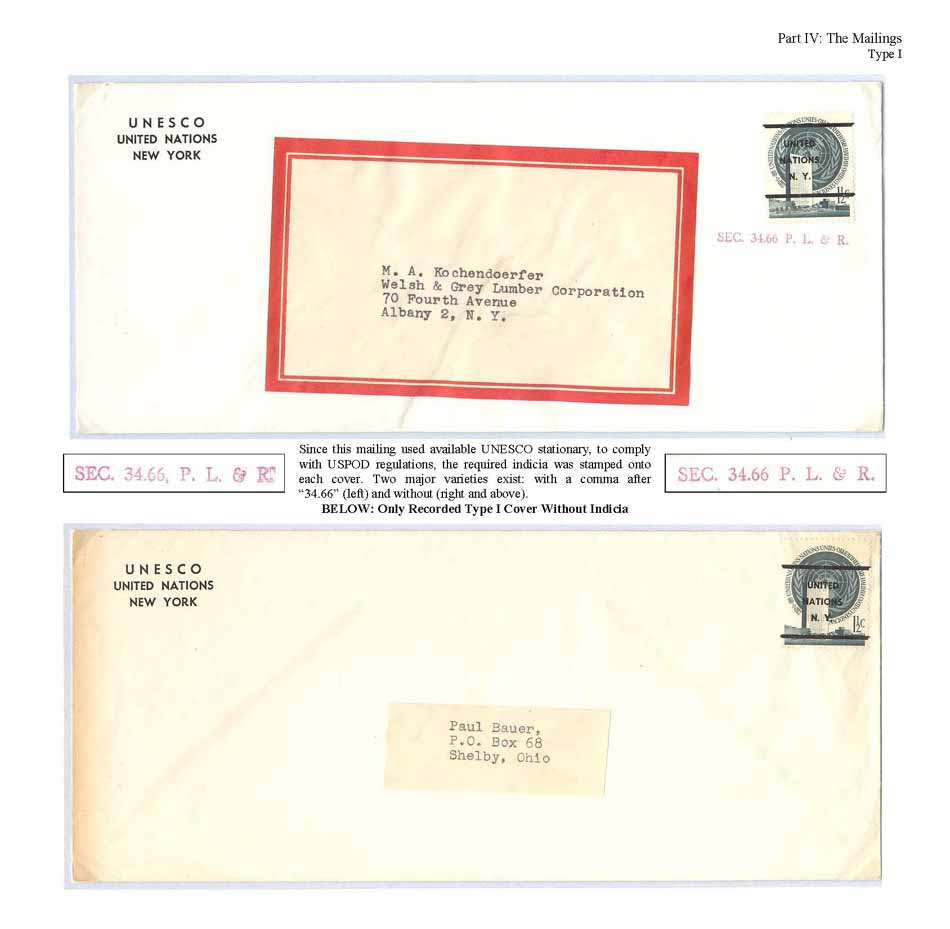 Part IV: The Mailings
Type I
UNESCO
UNITED NATIONS
NEW YORK
UNITED
NATIONS
N. Y.
1½c
SEC. 34.66 P. L. & R.
M. A. Kochendoerfer
Welsh & Grey Lumber Corporation
70 Fourth Avenue
Albany 2, N. Y.
SEC. 34.66, P. L. & R.
Since this mailing used available UNESCO stationary, to comply
with USPOD regulations, the required indicia was stamped onto
each cover. Two major varieties exist: with a comma after
“34.66” (left) and without (right and above).
SEC. 34.66 P. L. & R.
BELOW: Only Recorded Type I Cover Without Indicia
UNESCO
UNITED NATIONS
NEW YORK
UNITED
NATIONS
N. Y.
1½c
Paul Bauer,
P.O. Box 68
Shelby, Ohio